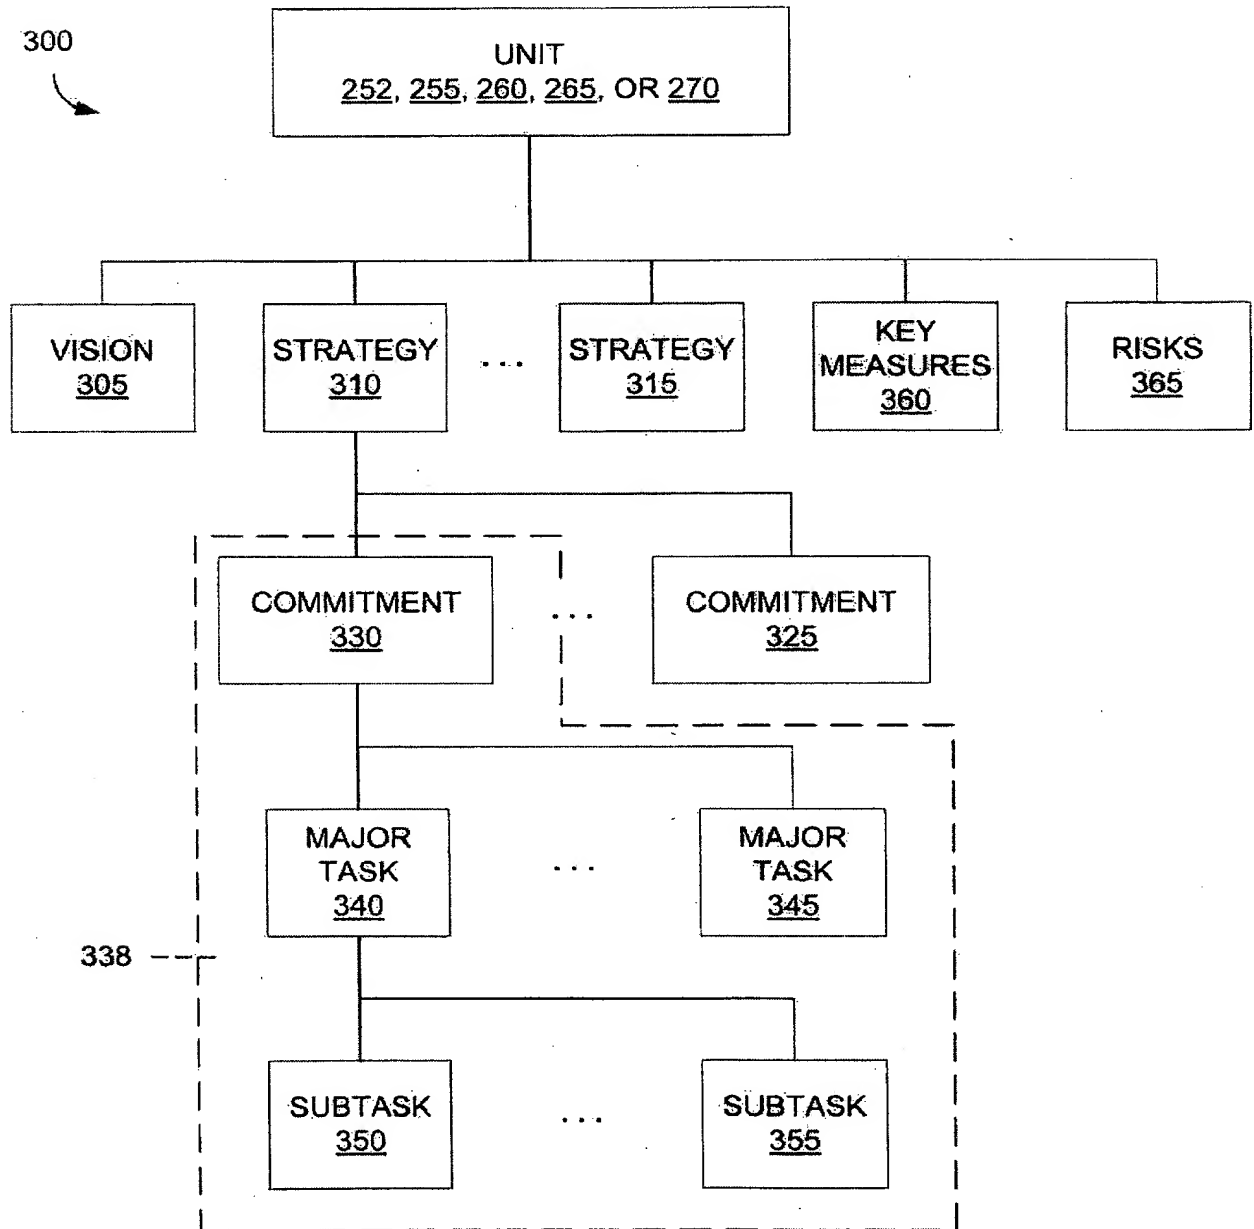 300
UNIT
252, 255, 260, 265, OR 270
VISION
305
STRATEGY
310
...
STRATEGY
315
KEY
MEASURES
360
RISKS
365
COMMITMENT
330
...
COMMITMENT
325
MAJOR
TASK
340
...
MAJOR
TASK
345
338
SUBTASK
350
...
SUBTASK
355